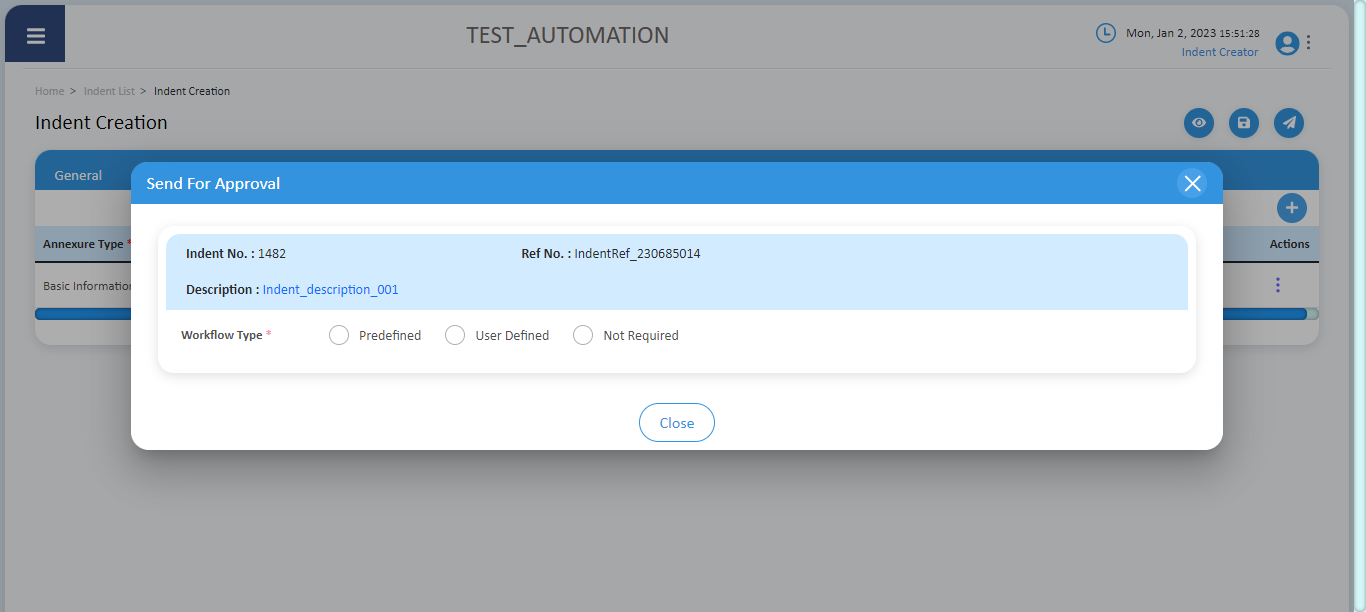 TEST_AUTOMATION
Mon, Jan 2, 2023 15:51:28
Indent Creator
Home > Indent List > Indent Creation
Indent Creation
General
Send For Approval
Annexure Type *
Actions
Indent No. : 1482 Ref No. : IndentRef_230685014
Basic Information
Description : Indent_description_001
Workflow Type * Predefined User Defined Not Required
Close